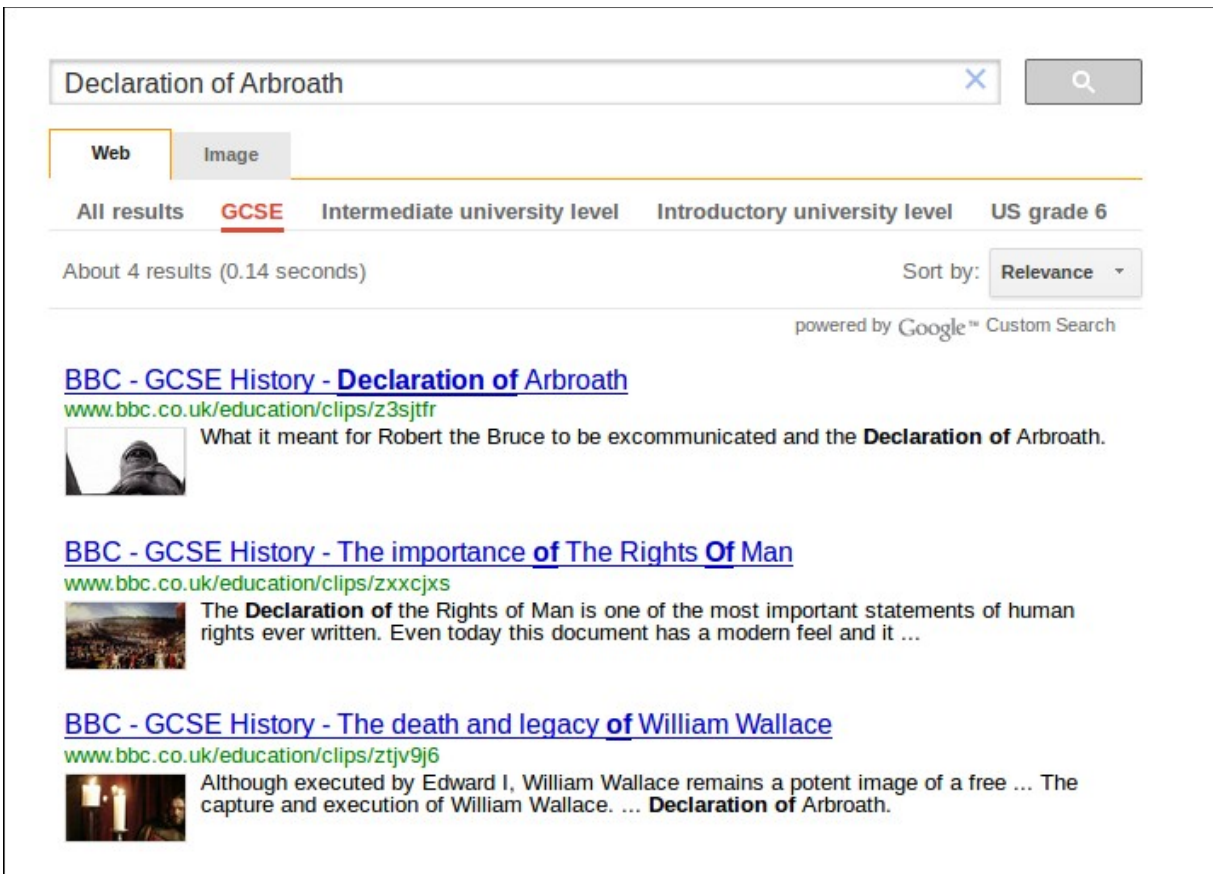 Declaration of Arbroath
Web Image
All results GCSE Intermediate university level Introductory university level US grade 6
About 4 results (0.14 seconds) Sort by: Relevance
powered by Google™ Custom Search
BBC - GCSE History - Declaration of Arbroath
www.bbc.co.uk/education/clips/z3sjtfr
What it meant for Robert the Bruce to be excommunicated and the Declaration of Arbroath.
BBC - GCSE History - The importance of The Rights Of Man
www.bbc.co.uk/education/clips/zxxcjxs
The Declaration of the Rights of Man is one of the most important statements of human
rights ever written. Even today this document has a modern feel and it ...
BBC - GCSE History - The death and legacy of William Wallace
www.bbc.co.uk/education/clips/ztjv9j6
Although executed by Edward I, William Wallace remains a potent image of a free ... The
capture and execution of William Wallace. ... Declaration of Arbroath.